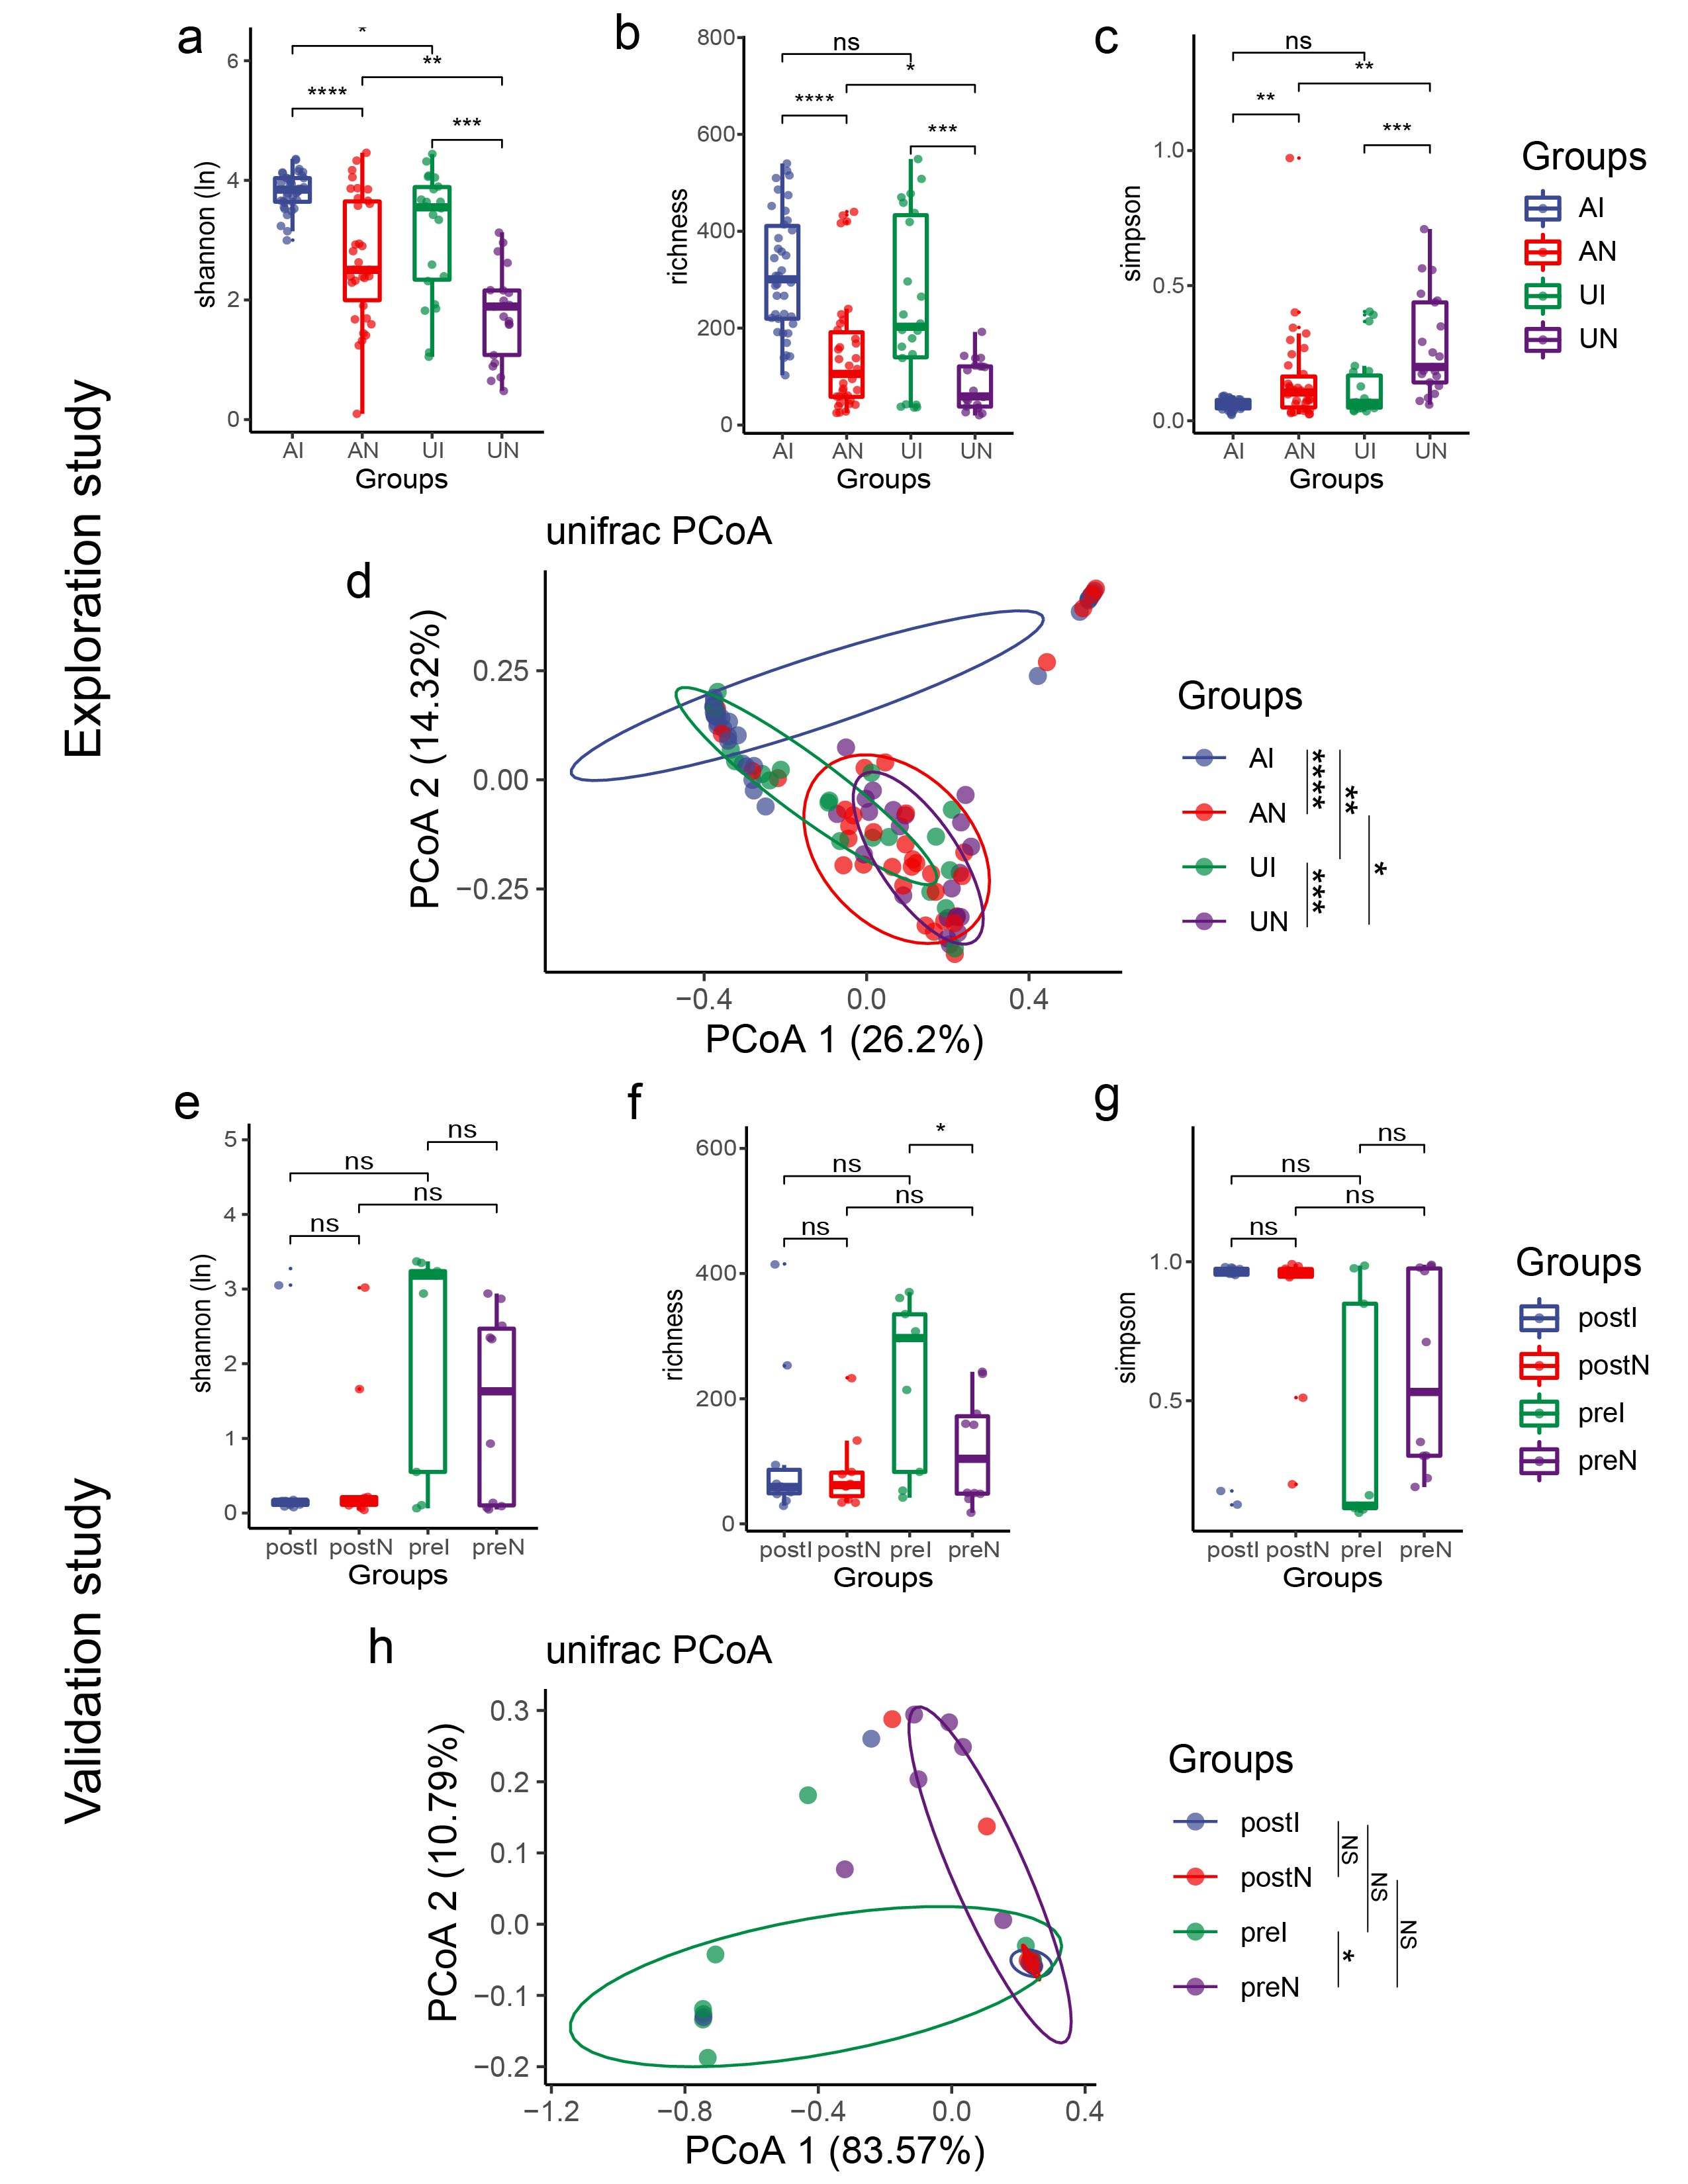 Exploration study
a
shannon (ln)
6
4
2
0
*
**
****
***
AI AN UI UN
Groups
b
richness
800
600
400
200
0
ns
*
****
***
AI AN UI UN
Groups
c
simpson
1.0
0.5
0.0
ns
**
**
***
AI AN UI UN
Groups
Groups
AI
AN
UI
UN
unifrac PCoA
d
PCoA 2 (14.32%)
0.25
0.00
−0.25
−0.4 0.0 0.4
PCoA 1 (26.2%)
Groups
AI
AN
UI
UN
****
**
***
*
Validation study
e
shannon (ln)
5
4
3
2
1
0
ns
ns
ns
ns
postI postN preI preN
Groups
f
richness
600
400
200
0
*
ns
ns
ns
postI postN preI preN
Groups
g
simpson
1.0
0.5
ns
ns
ns
ns
postI postN preI preN
Groups
Groups
postI
postN
preI
preN
h
unifrac PCoA
PCoA 2 (10.79%)
0.3
0.2
0.1
0.0
−0.1
−0.2
−1.2 −0.8 −0.4 0.0 0.4
PCoA 1 (83.57%)
Groups
postI
postN
preI
preN
NS
NS
NS
*